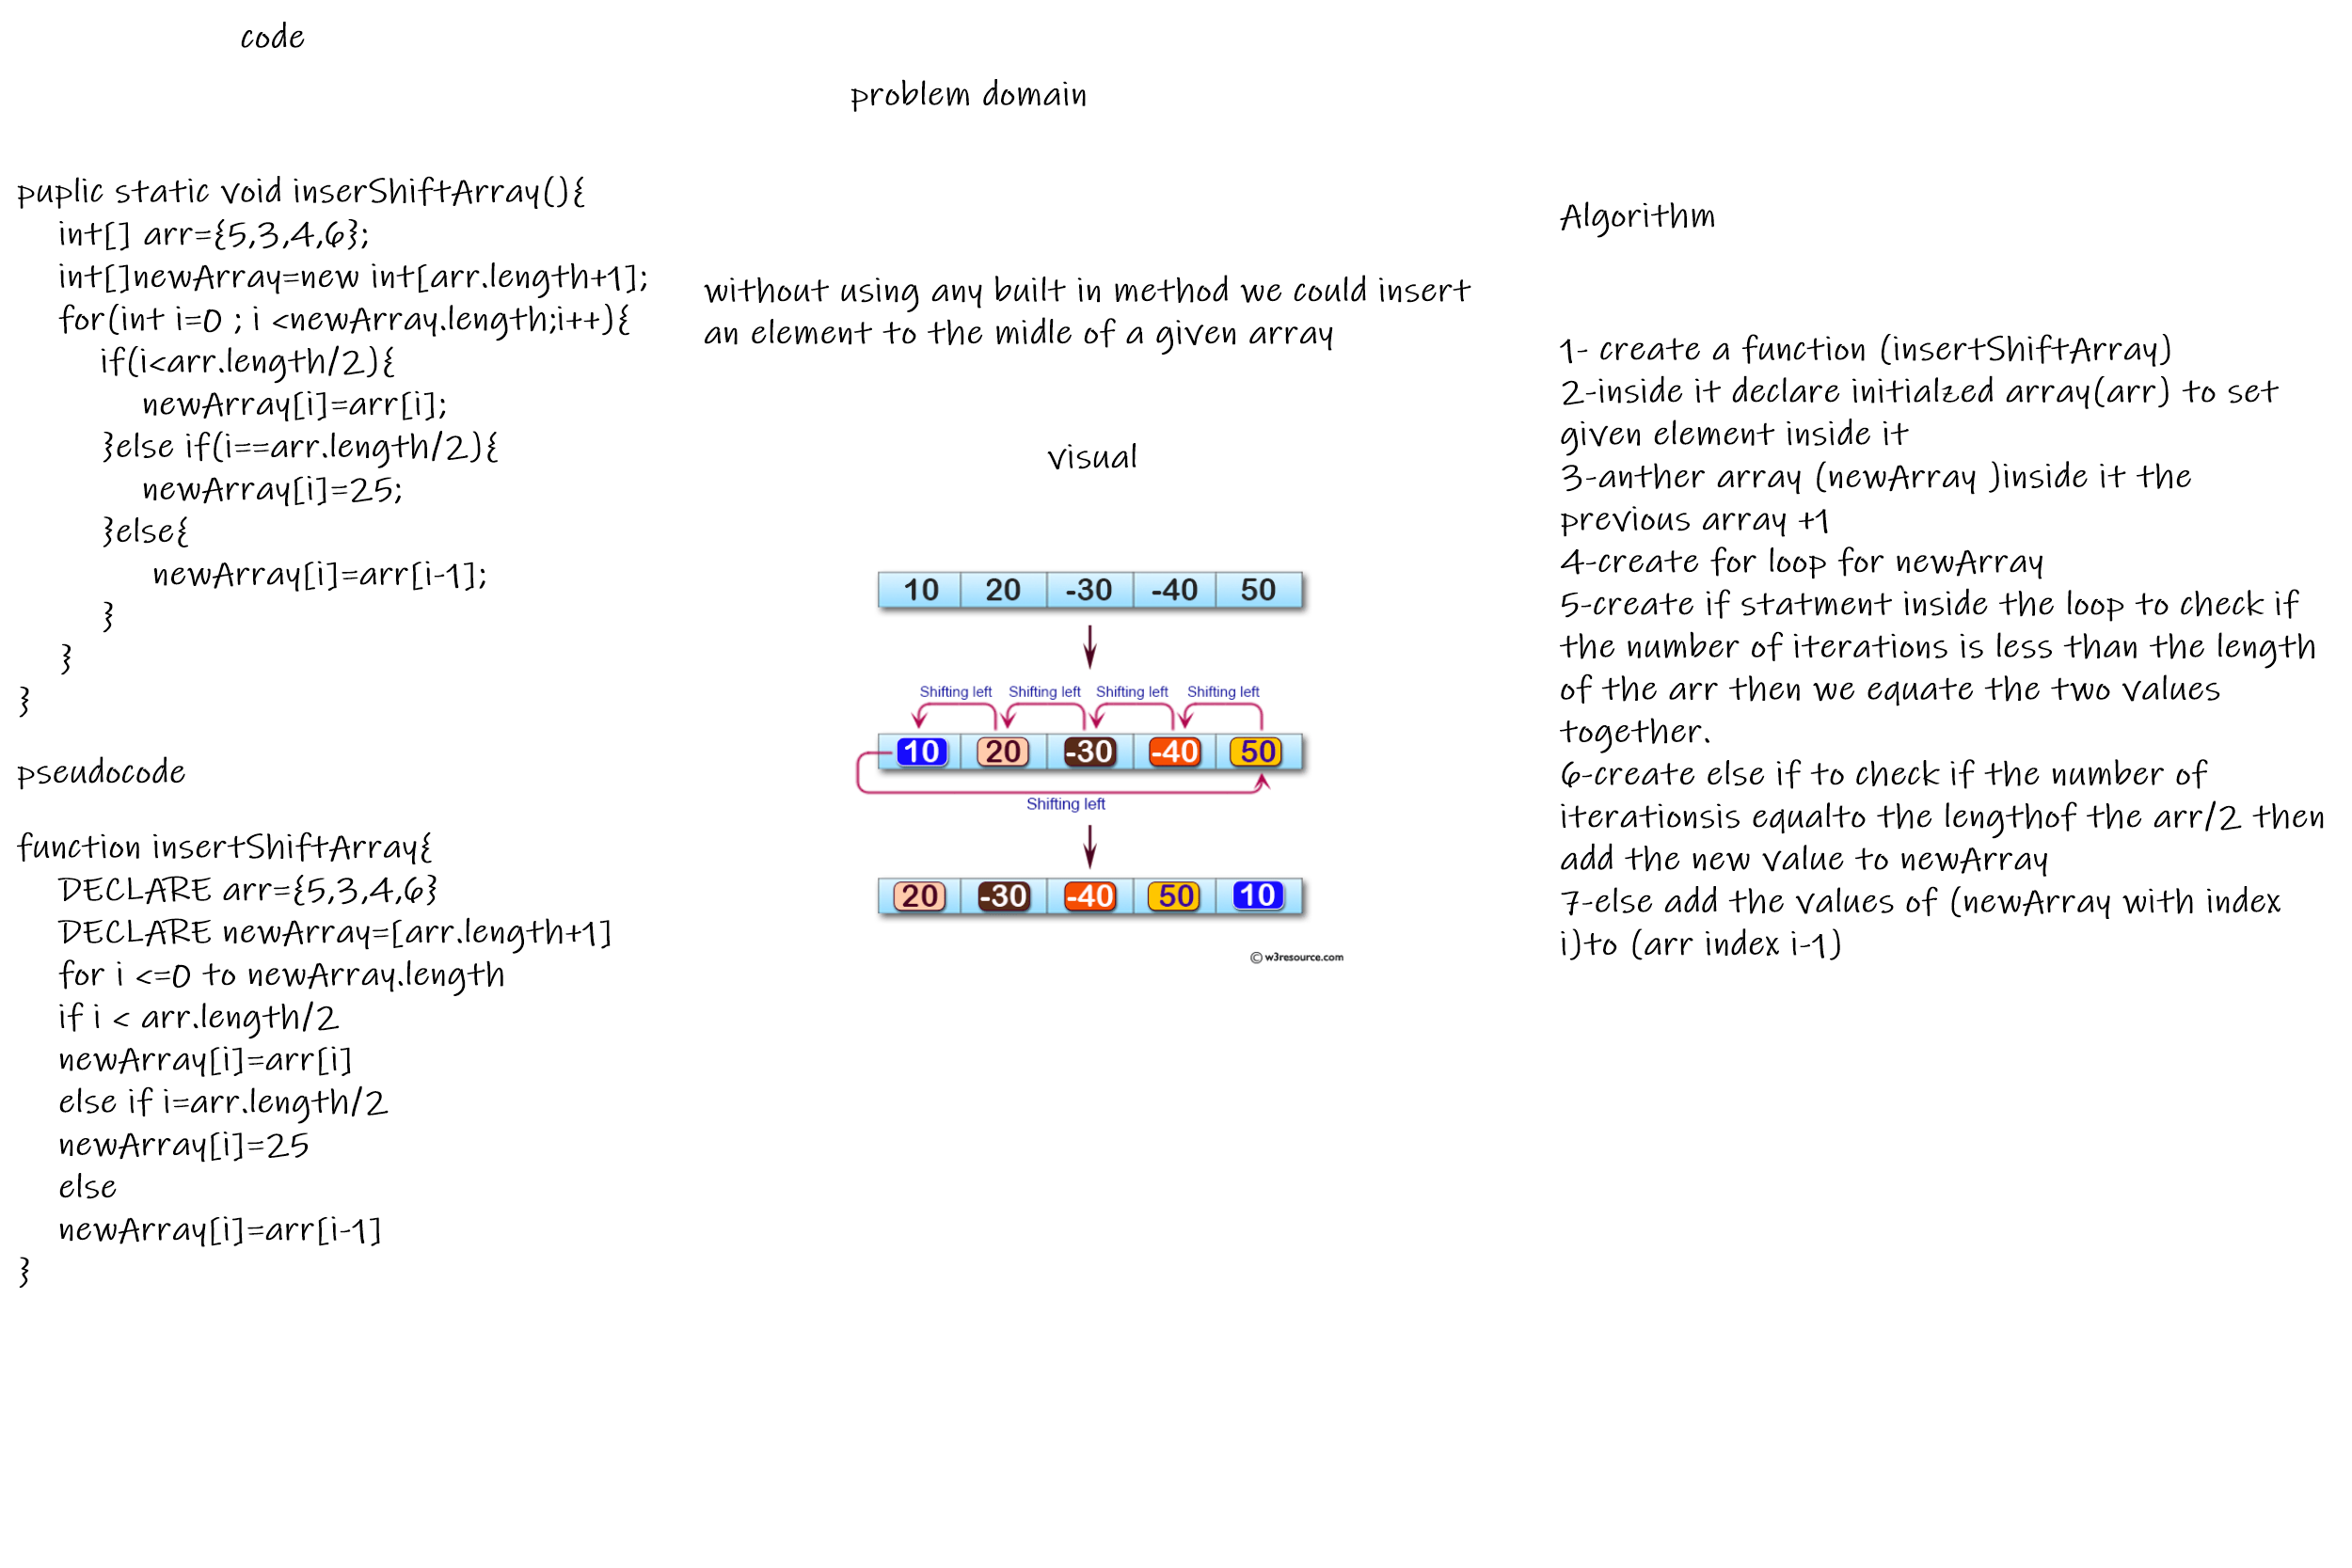 code
puplic static void inserShiftArray(){
int[] arr={5,3,4,6};
int[]newArray=new int[arr.length+1];
for(int i=0 ; i <newArray.length;i++){
if(i<arr.length/2){
newArray[i]=arr[i];
}else if(i==arr.length/2){
newArray[i]=25;
}else{
newArray[i]=arr[i-1];
}
}
}
pseudocode
function insertShiftArray{
DECLARE arr={5,3,4,6}
DECLARE newArray=[arr.length+1]
for i <=0 to newArray.length
if i < arr.length/2
newArray[i]=arr[i]
else if i=arr.length/2
newArray[i]=25
else
newArray[i]=arr[i-1]
}
problem domain
without using any built in method we could insert
an element to the midle of a given array
visual
10 20 -30 -40 50
Shifting left Shifting left Shifting left Shifting left
10 20 -30 -40 50
Shifting left
20 -30 -40 50 10
© w3resource.com
Algorithm
1- create a function (insertShiftArray)
2-inside it declare initialzed array(arr) to set
given element inside it
3-anther array (newArray )inside it the
previous array +1
4-create for loop for newArray
5-create if statment inside the loop to check if
the number of iterations is less than the length
of the arr then we equate the two values
together.
6-create else if to check if the number of
iterationsis equalto the lengthof the arr/2 then
add the new value to newArray
7-else add the values of (newArray with index
i)to (arr index i-1)